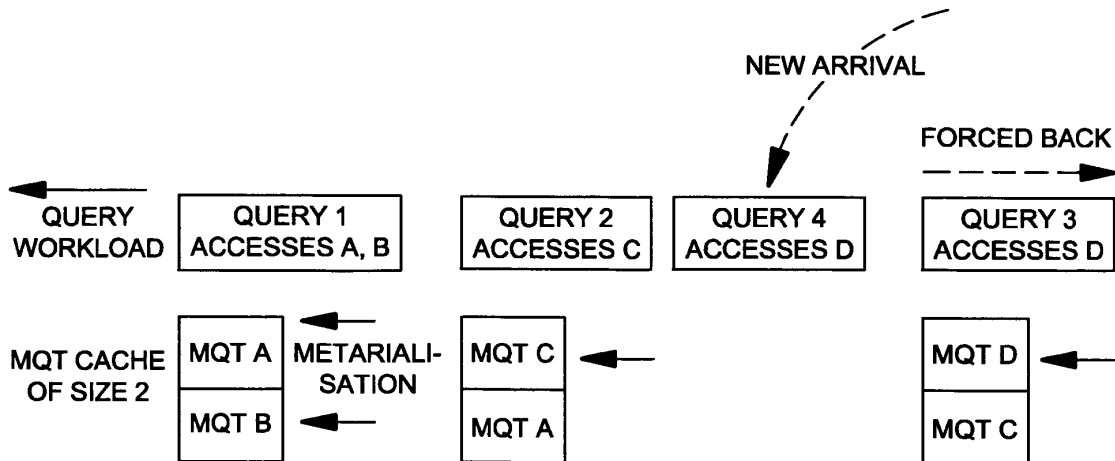 NEW ARRIVAL
FORCED BACK
QUERY
WORKLOAD
QUERY 1
ACCESSES A, B
QUERY 2
ACCESSES C
QUERY 4
ACCESSES D
QUERY 3
ACCESSES D
MQT CACHE
OF SIZE 2
MQT A
MQT B
METARIALI-
SATION
MQT C
MQT A
MQT D
MQT C